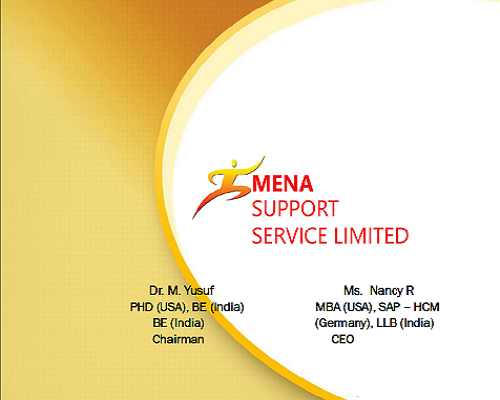 MENA
SUPPORT
SERVICE LIMITED
Dr. M. Yusuf
PHD (USA), BE (India)
BE (India)
Chairman
Ms. Nancy R
MBA (USA), SAP – HCM
(Germany), LLB (India)
CEO